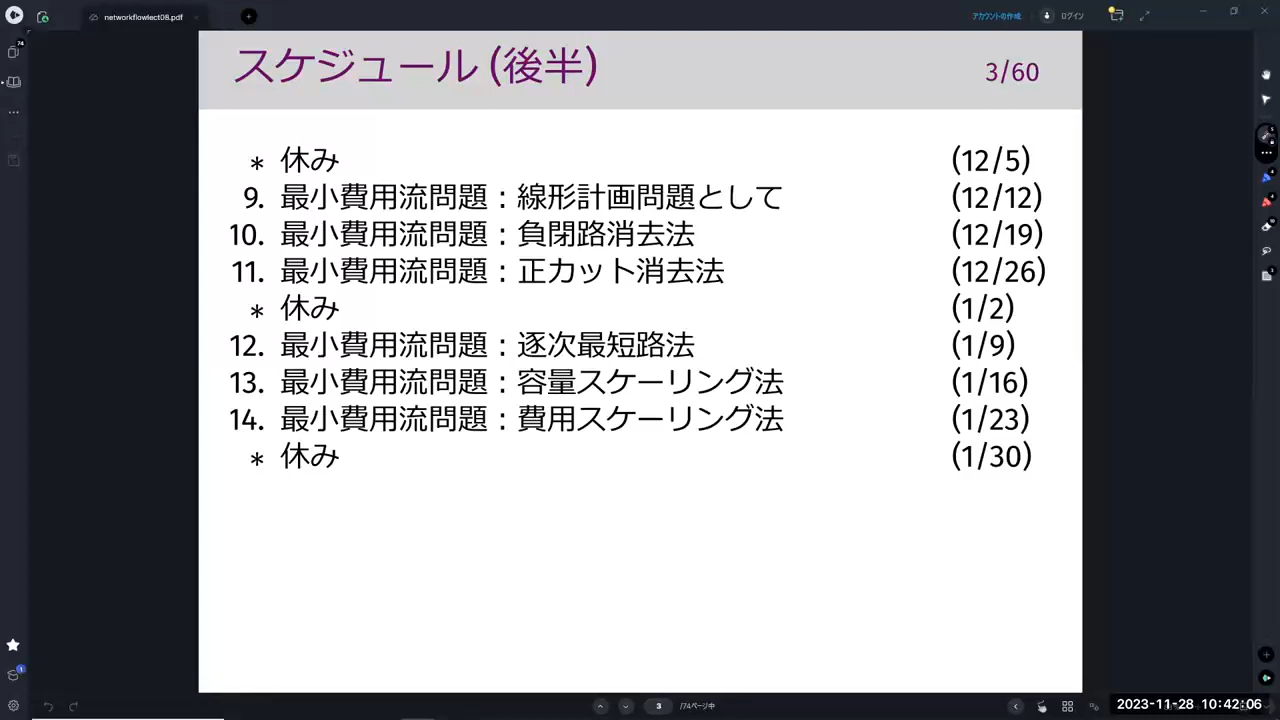 networkflowlect08.pdf
アカウントの作成
ログイン
スケジュール (後半)
3/60
* 休み (12/5)
9. 最小費用流問題：線形計画問題として (12/12)
10. 最小費用流問題：負閉路消去法 (12/19)
11. 最小費用流問題：正カット消去法 (12/26)
* 休み (1/2)
12. 最小費用流問題：逐次最短路法 (1/9)
13. 最小費用流問題：容量スケーリング法 (1/16)
14. 最小費用流問題：費用スケーリング法 (1/23)
* 休み (1/30)
3 /74ページ中
2023-11-28 10:42:06